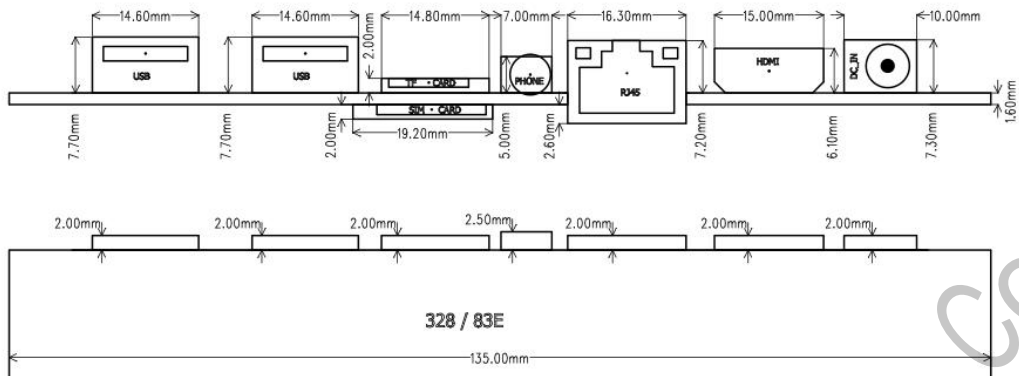 14.60mm 14.60mm 14.80mm 7.00mm 16.30mm 15.00mm 10.00mm
2.00mm
USB USB TF CARD PHONE RJ45 HDMI DC_IN
SIM CARD
19.20mm
7.70mm 7.70mm 2.00mm 5.00mm 2.60mm 7.20mm 6.10mm 7.30mm 1.60mm
2.00mm 2.00mm 2.00mm 2.50mm 2.00mm 2.00mm 2.00mm
328 / 83E
135.00mm